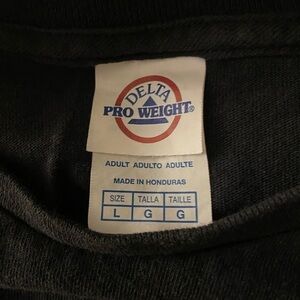 DELTA
PRO WEIGHT®
ADULT ADULTO ADULTE
MADE IN HONDURAS
SIZE TALLA TAILLE
L G G